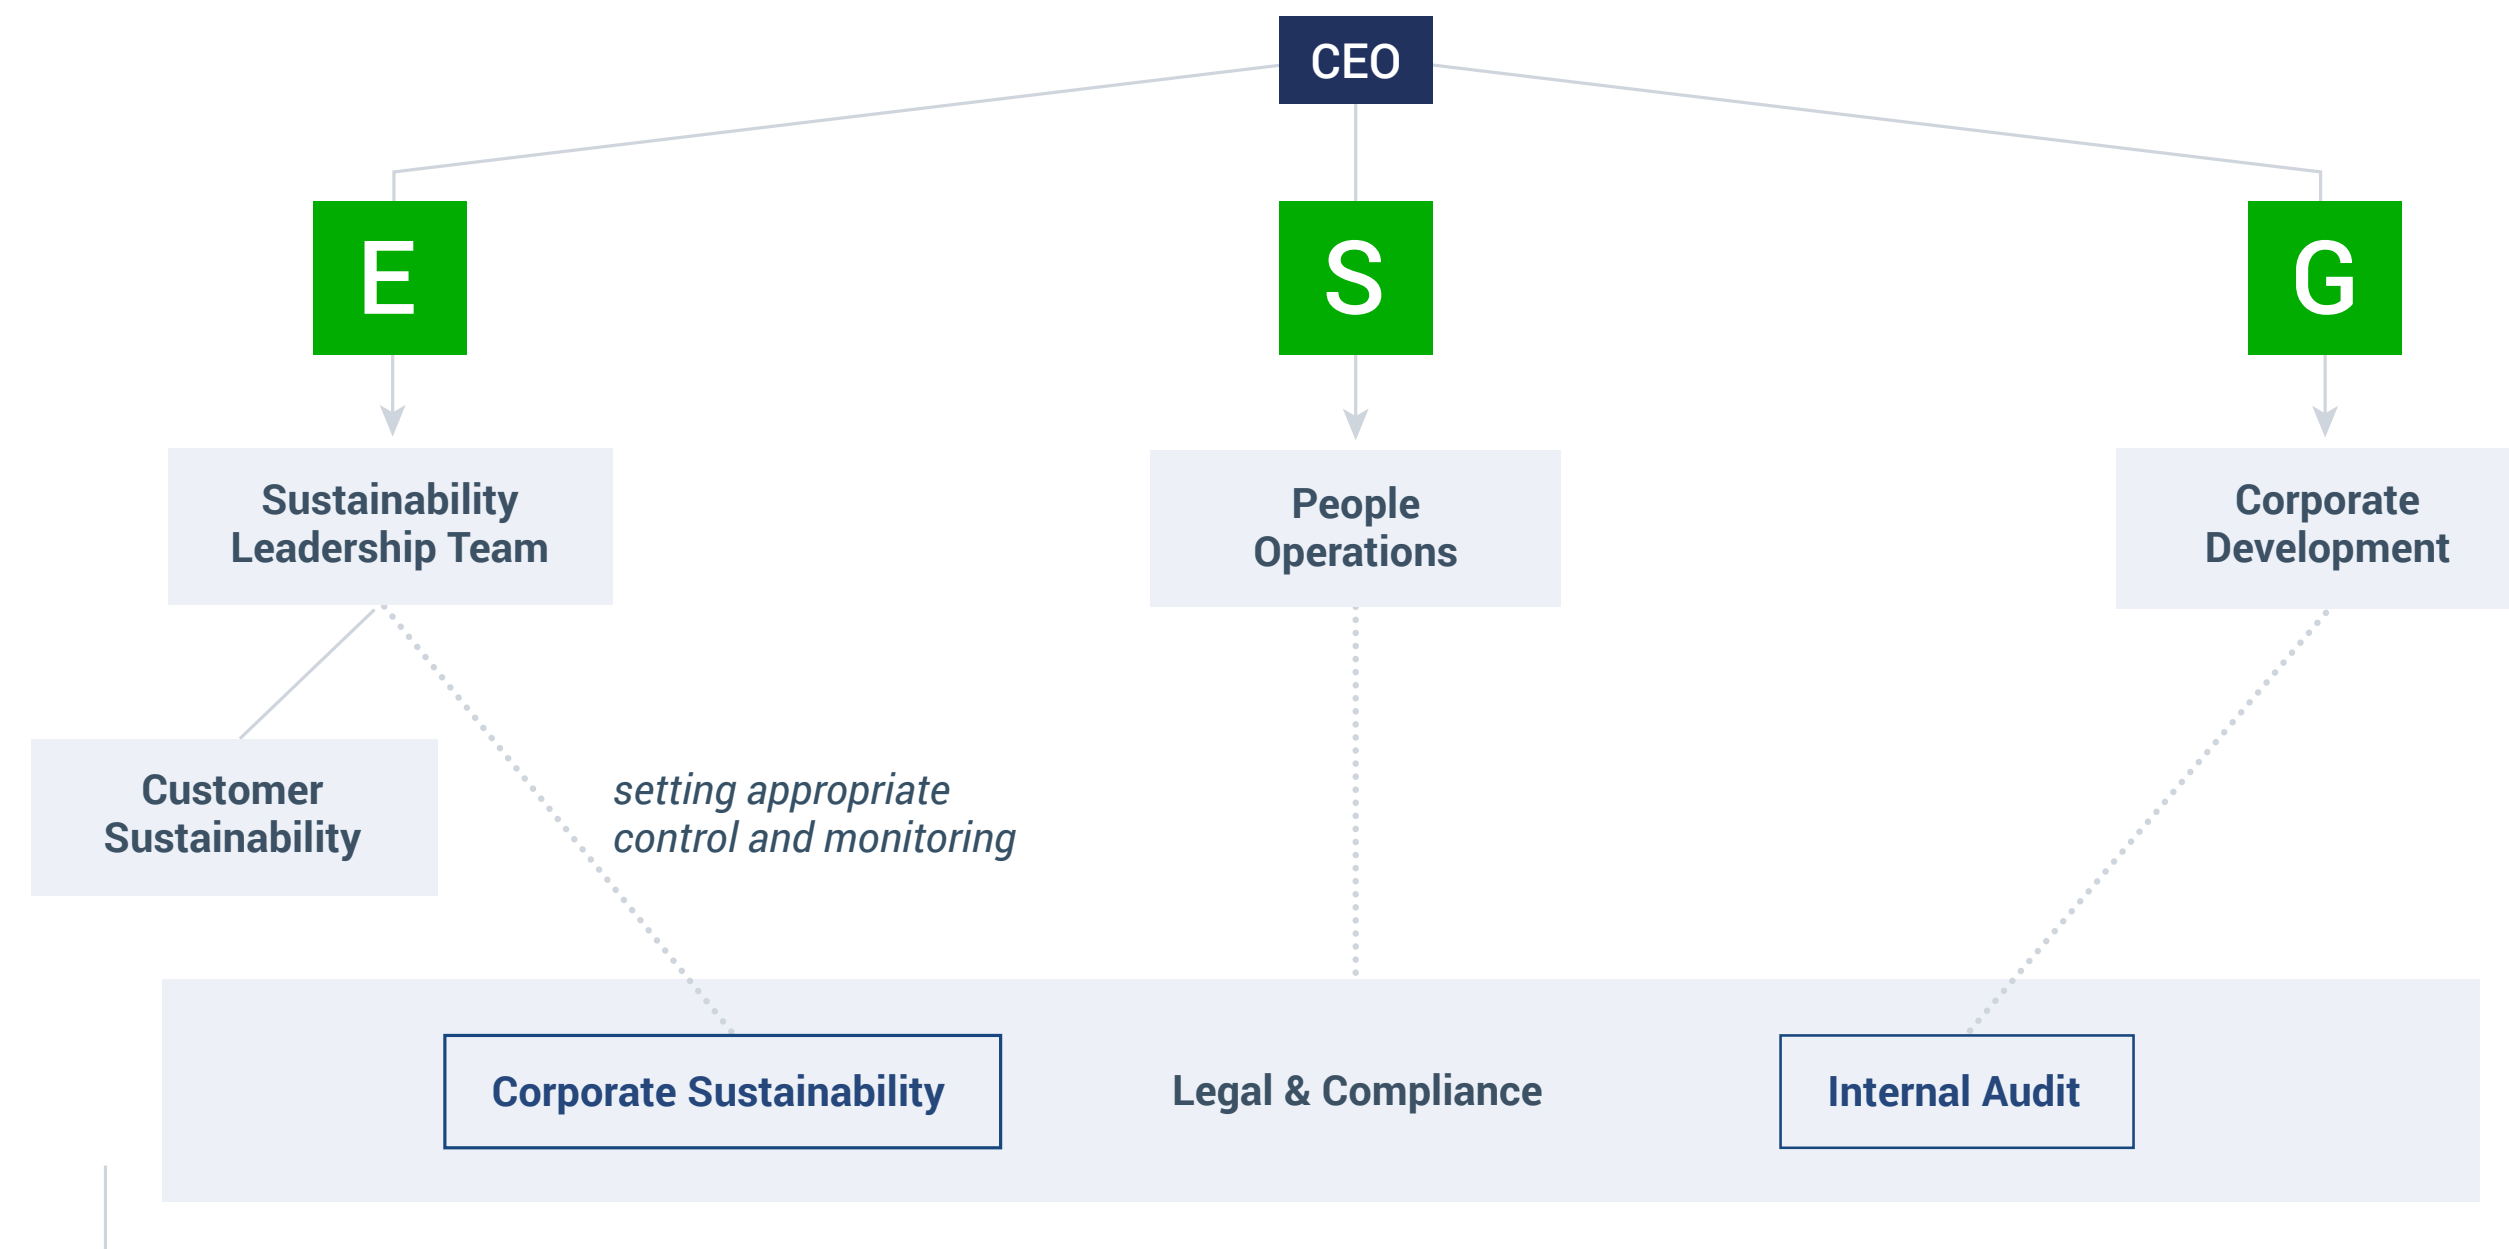 CEO
E
S
G
Sustainability
Leadership Team
People
Operations
Corporate
Development
Customer
Sustainability
setting appropriate
control and monitoring
Corporate Sustainability
Legal & Compliance
Internal Audit